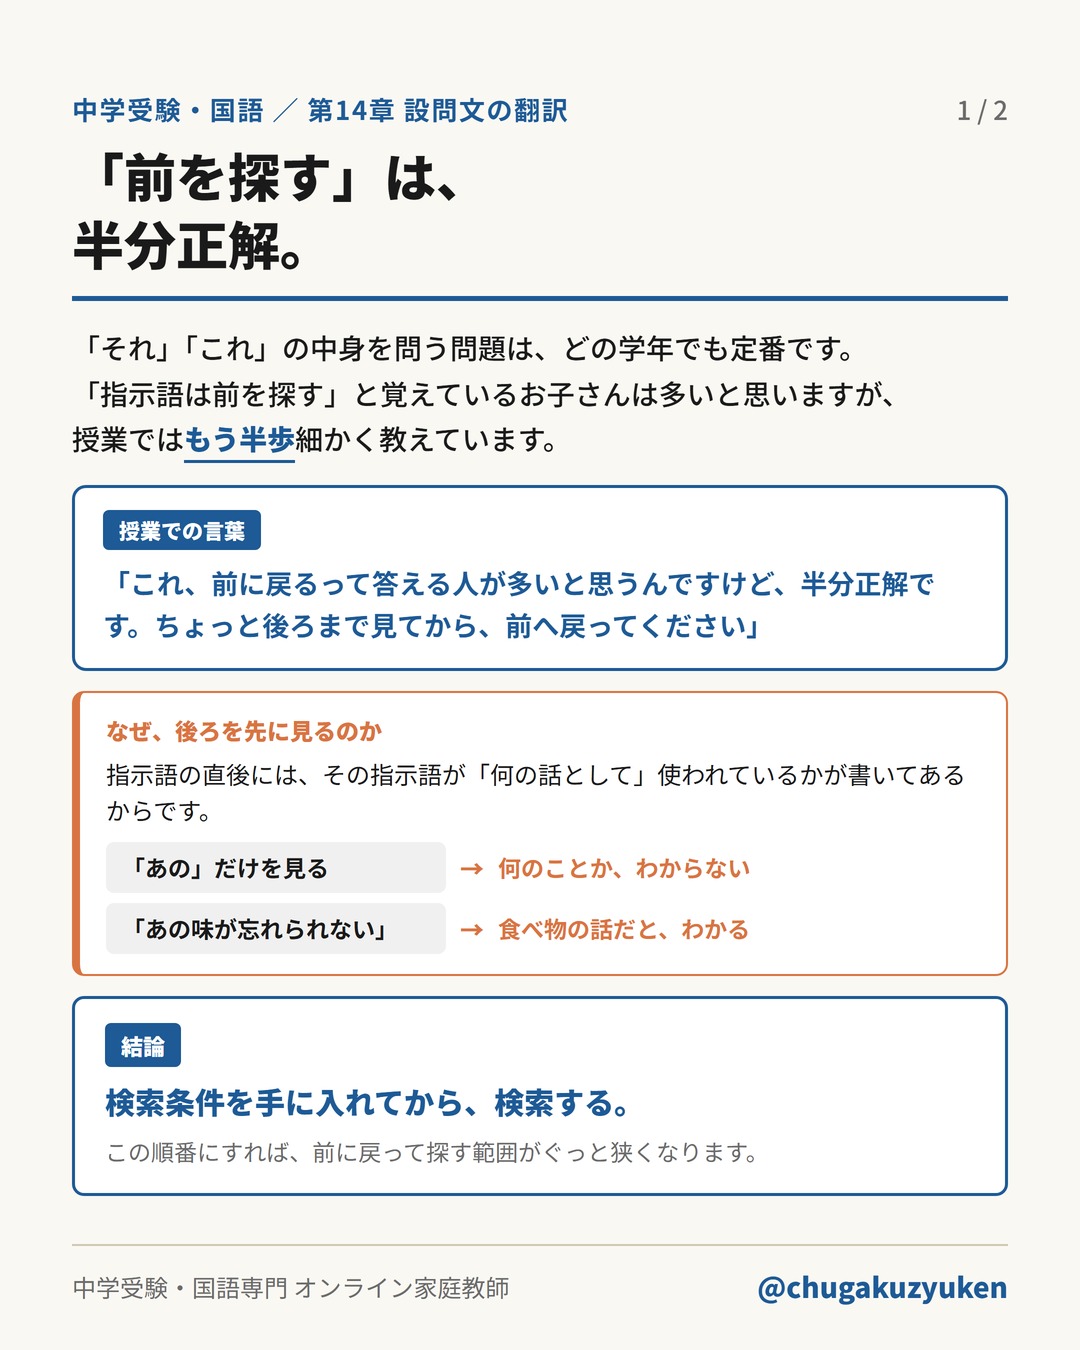 中学受験・国語 ／ 第14章 設問文の翻訳
1 / 2
「前を探す」は、
半分正解。
「それ」「これ」の中身を問う問題は、どの学年でも定番です。
「指示語は前を探す」と覚えているお子さんは多いと思いますが、
授業ではもう半歩細かく教えています。
授業での言葉
「これ、前に戻るって答える人が多いと思うんですけど、半分正解で
す。ちょっと後ろまで見てから、前へ戻ってください」
なぜ、後ろを先に見るのか
指示語の直後には、その指示語が「何の話として」使われているかが書いてある
からです。
「あの」だけを見る → 何のことか、わからない
「あの味が忘れられない」 → 食べ物の話だと、わかる
結論
検索条件を手に入れてから、検索する。
この順番にすれば、前に戻って探す範囲がぐっと狭くなります。
中学受験・国語専門 オンライン家庭教師
@chugakuzyuken